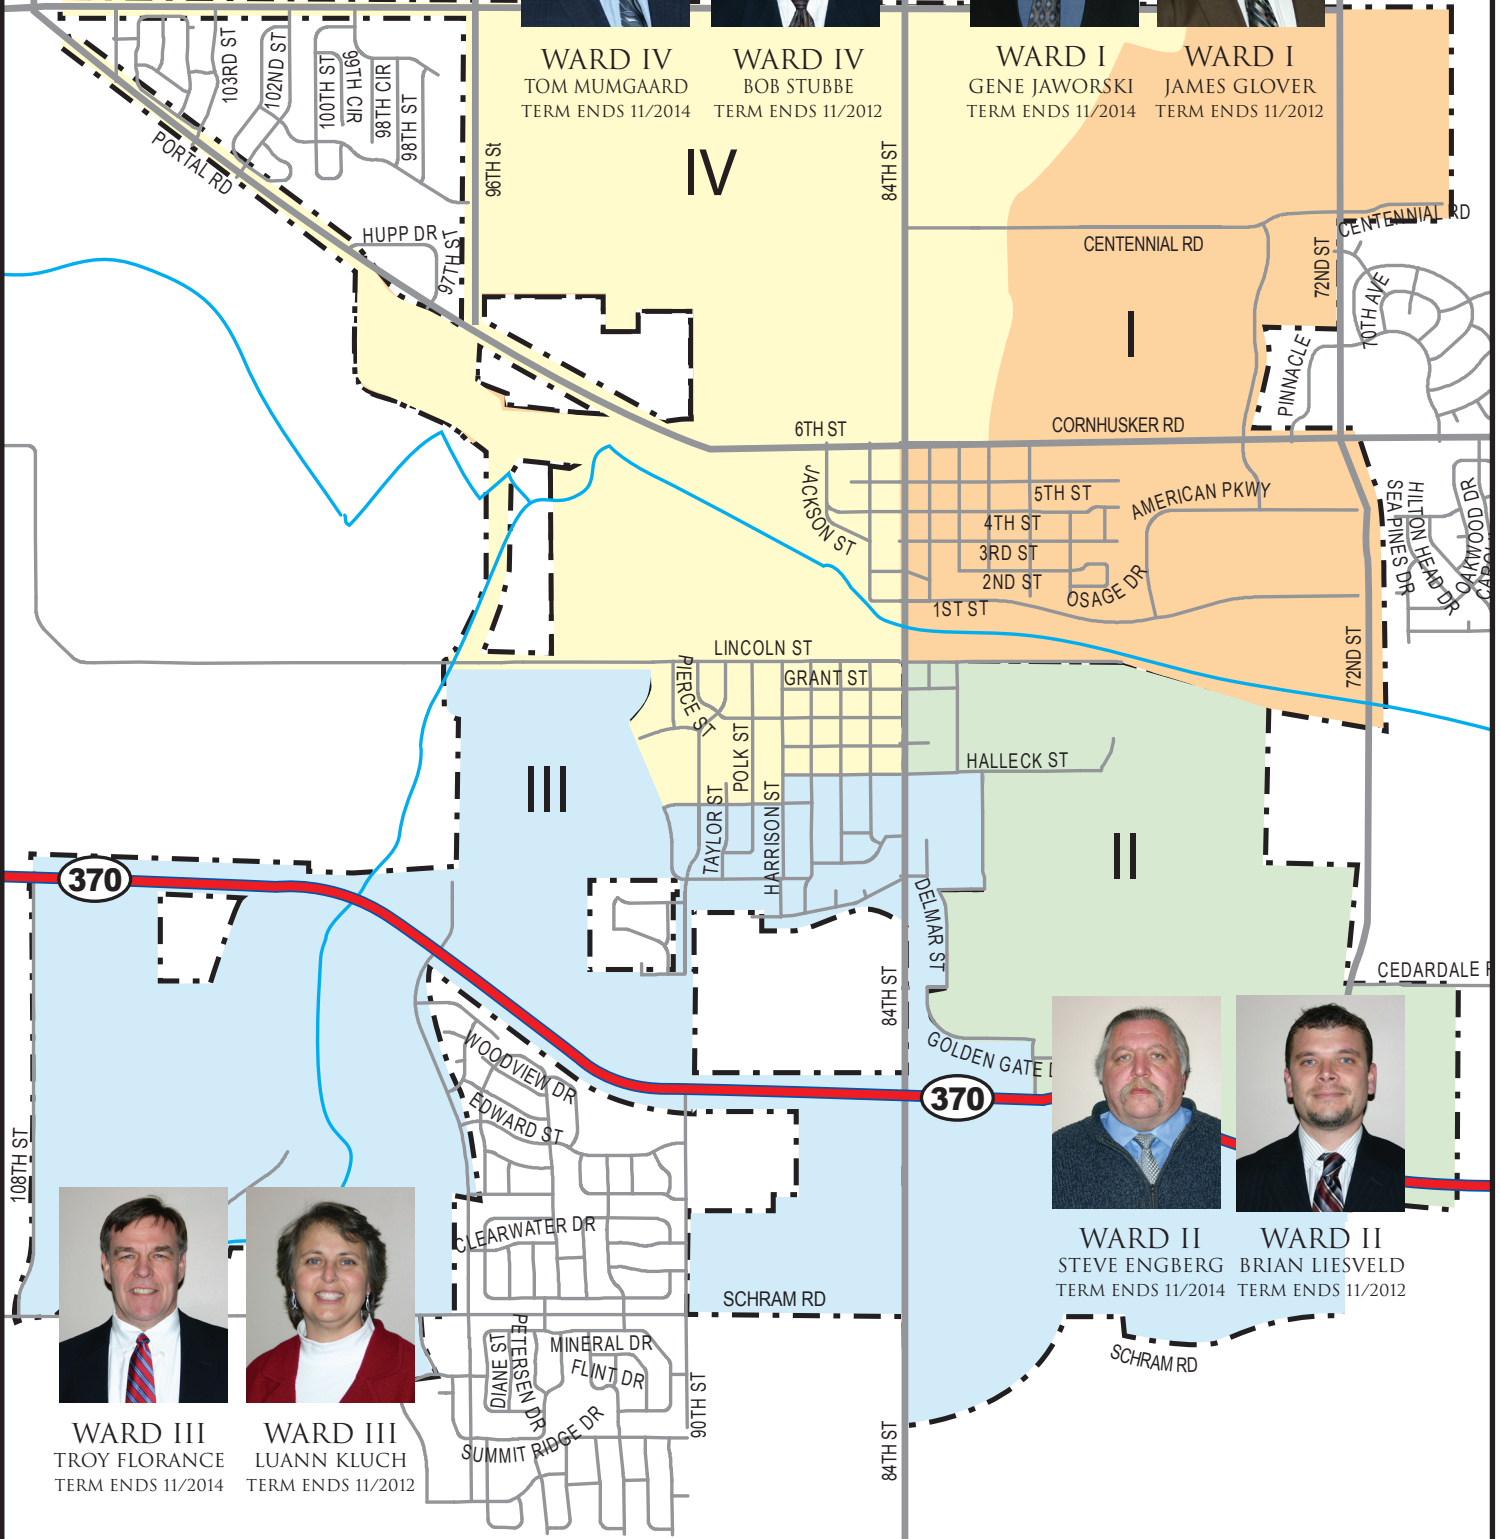 WARD IV
TOM MUMGAARD
TERM ENDS 11/2014
WARD IV
BOB STUBBE
TERM ENDS 11/2012
WARD I
GENE JAWORSKI
TERM ENDS 11/2014
WARD I
JAMES GLOVER
TERM ENDS 11/2012
103RD ST
102ND ST
100TH ST
99TH CIR
98TH CIR
98TH ST
PORTAL RD
96TH St
IV
84TH ST
HUPP DR
97TH ST
CENTENNIAL RD
CENTENNIAL RD
72ND ST
70TH AVE
I
PINNACLE
6TH ST
CORNHUSKER RD
JACKSON ST
5TH ST
AMERICAN PKWY
4TH ST
3RD ST
2ND ST
OSAGE DR
1ST ST
SEA PINES DR
HILTON HEAD DR
OAKWOOD DR
LINCOLN ST
PIERCE ST
GRANT ST
72ND ST
POLK ST
HALLECK ST
III
TAYLOR ST
HARRISON ST
II
370
DELMAR ST
84TH ST
CEDARDALE
GOLDEN GATE
WOODVIEW DR
EDWARD ST
370
108TH ST
CLEARWATER DR
WARD II
STEVE ENGBERG
TERM ENDS 11/2014
WARD II
BRIAN LIESVELD
TERM ENDS 11/2012
SCHRAM RD
SCHRAM RD
DIANE ST
PETERSEN DR
MINERAL DR
FLINT DR
90TH ST
SUMMIT RIDGE DR
84TH ST
WARD III
TROY FLORANCE
TERM ENDS 11/2014
WARD III
LUANN KLUCH
TERM ENDS 11/2012